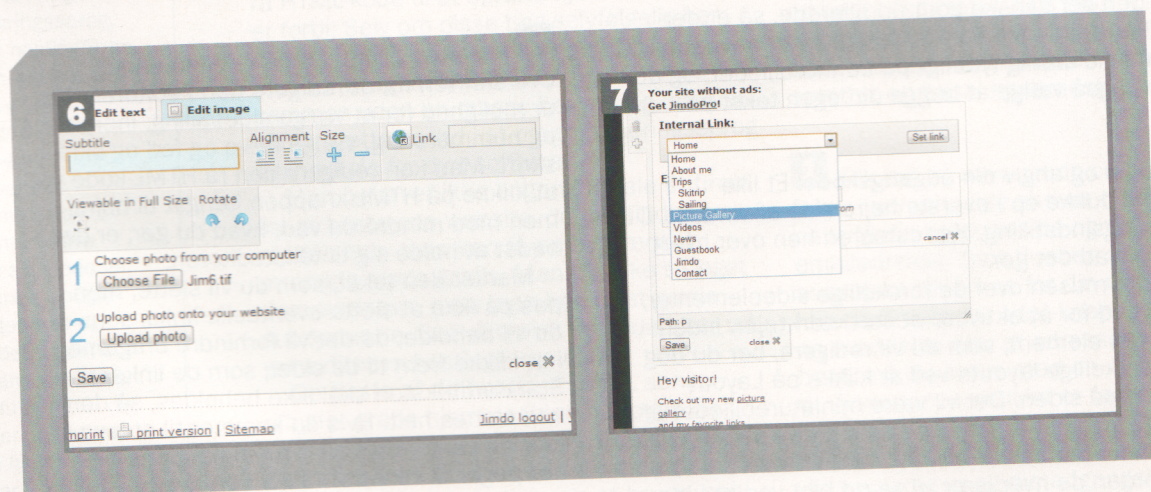 6
Edit text Edit image
Subtitle Alignment Size Link
Viewable in Full Size Rotate
1 Choose photo from your computer
Choose File Jim6.tif
2 Upload photo onto your website
Upload photo
Save
close
mprint | print version | Sitemap Jimdo logout |
7
Your site without ads:
Get JimdoPro!
Internal Link:
Home Set link
Home
About me
Trips
Skitrip
Sailing
Picture Gallery
Videos
News
Guestbook
Jimdo
Contact
E
om
cancel
Path: p
Save close
Hey visitor!
Check out my new picture
gallery
and my favorite links